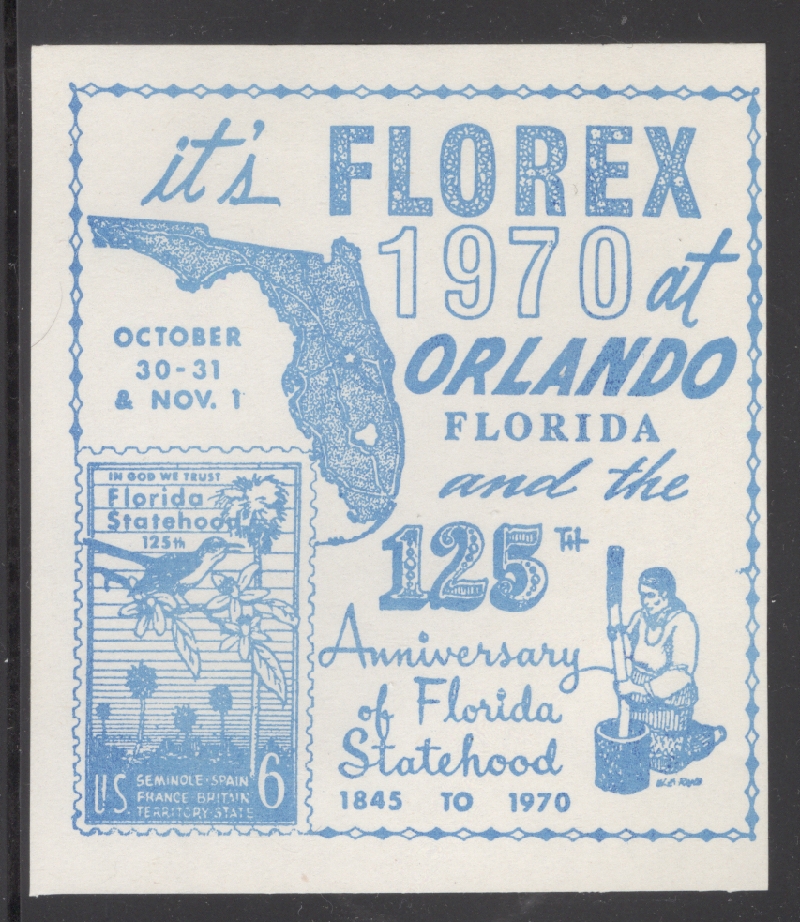 it's FLOREX
1970 at
ORLANDO
FLORIDA
and the
125TH
Anniversary
of Florida
Statehood
1845 TO 1970
OCTOBER
30-31
& NOV. 1
IN GOD WE TRUST
Florida
Statehood
125th
U.S.
SEMINOLE·SPAIN
FRANCE·BRITAIN
TERRITORY·STATE
6